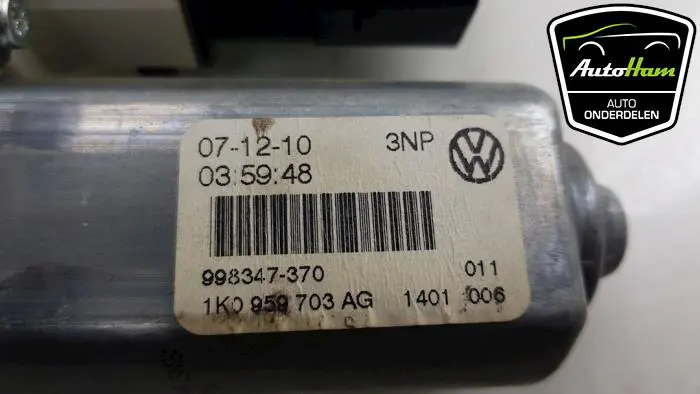 07-12-10 3NP
03:59:48
998347-370 011
1K0 959 703 AG 1401 006
AutoHam
AUTO
ONDERDELEN